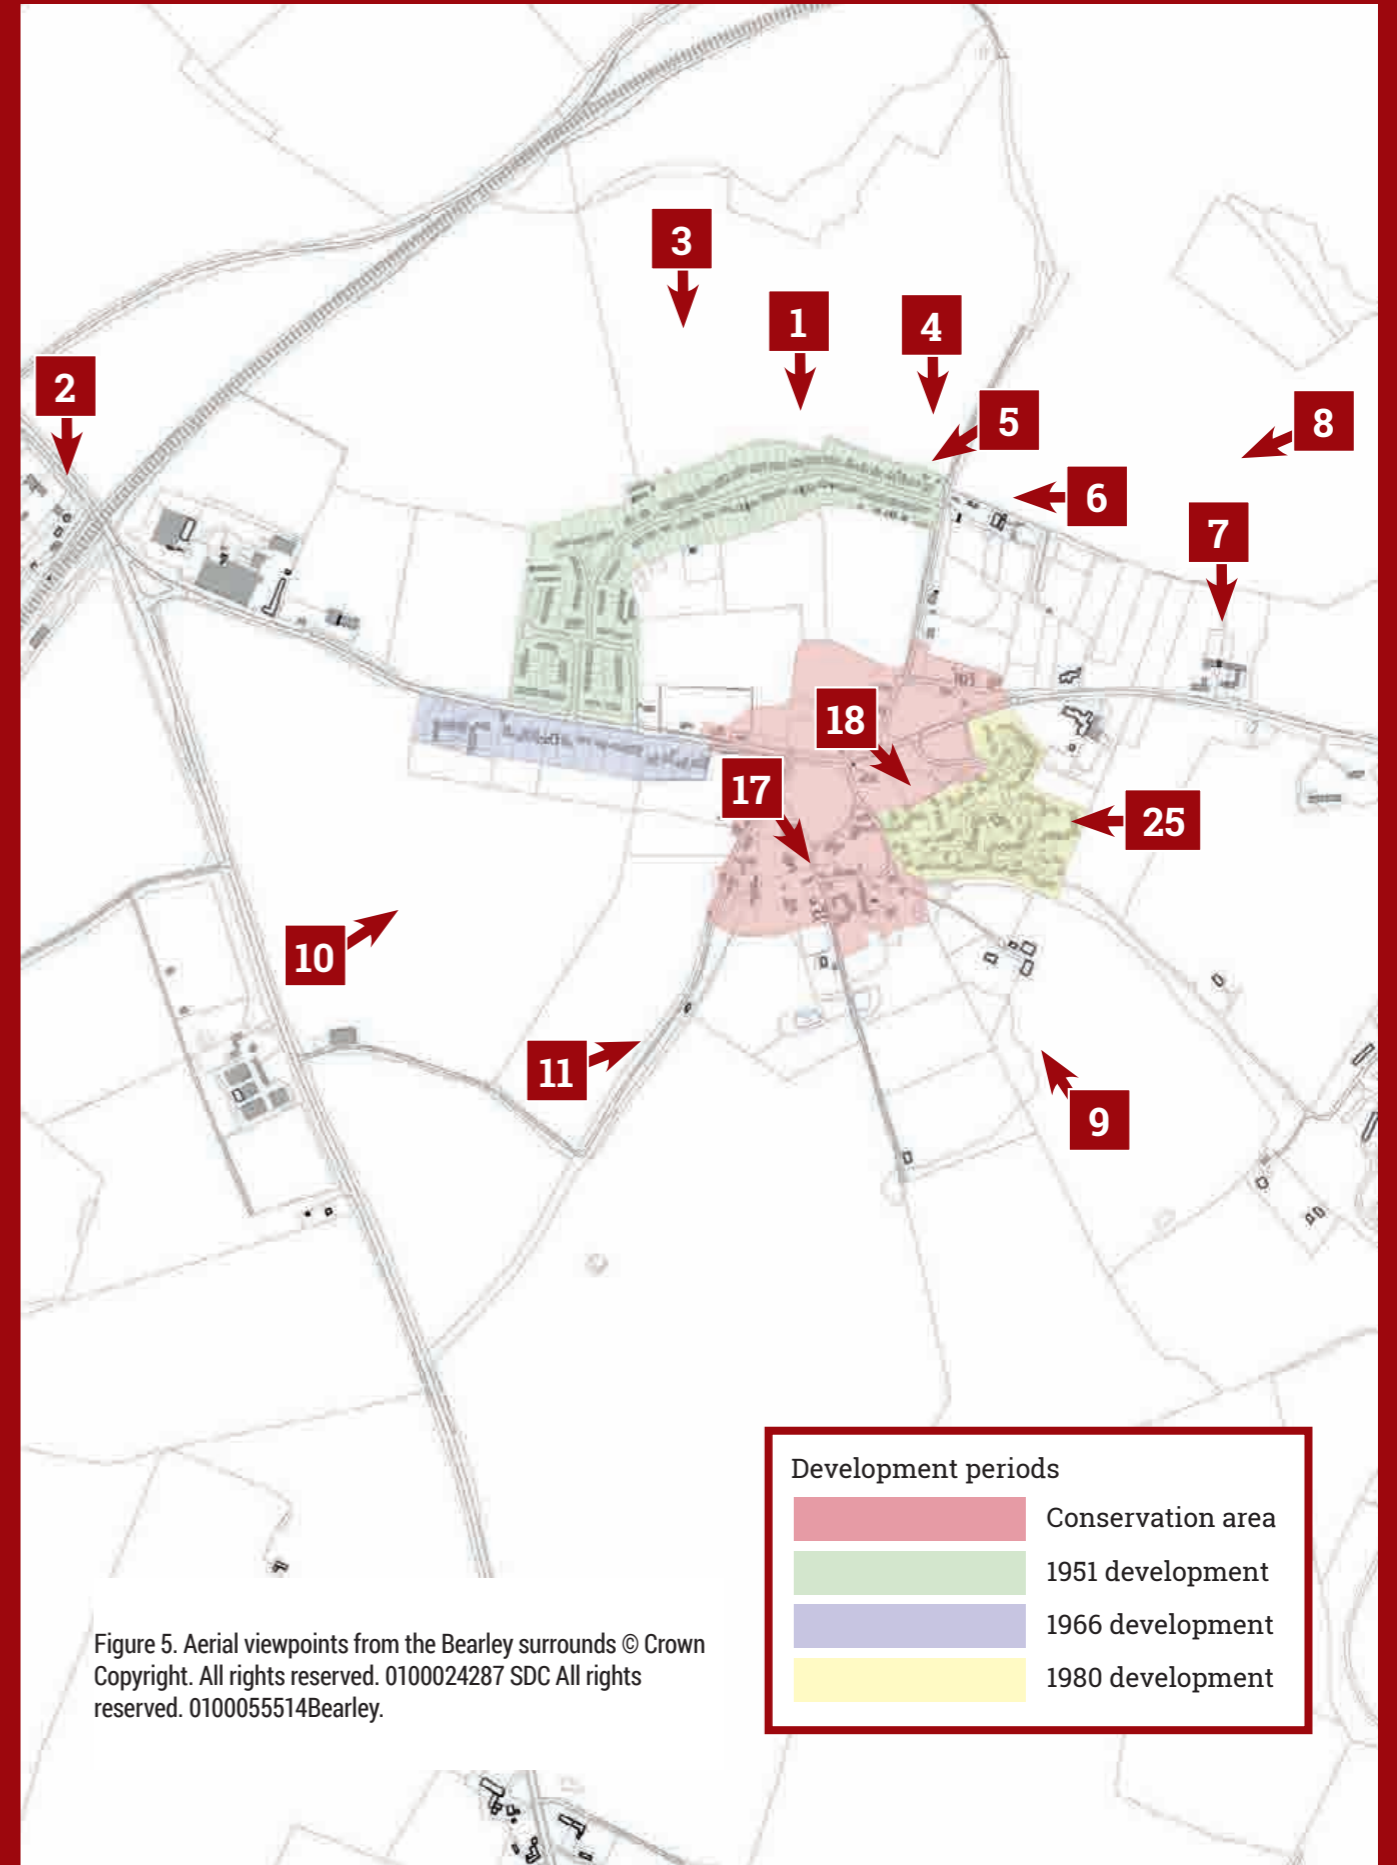 3
1
4
2
5
8
6
7
18
17
25
10
11
9
Development periods
Conservation area
1951 development
1966 development
1980 development
Figure 5. Aerial viewpoints from the Bearley surrounds © Crown
Copyright. All rights reserved. 0100024287 SDC All rights
reserved. 0100055514Bearley.